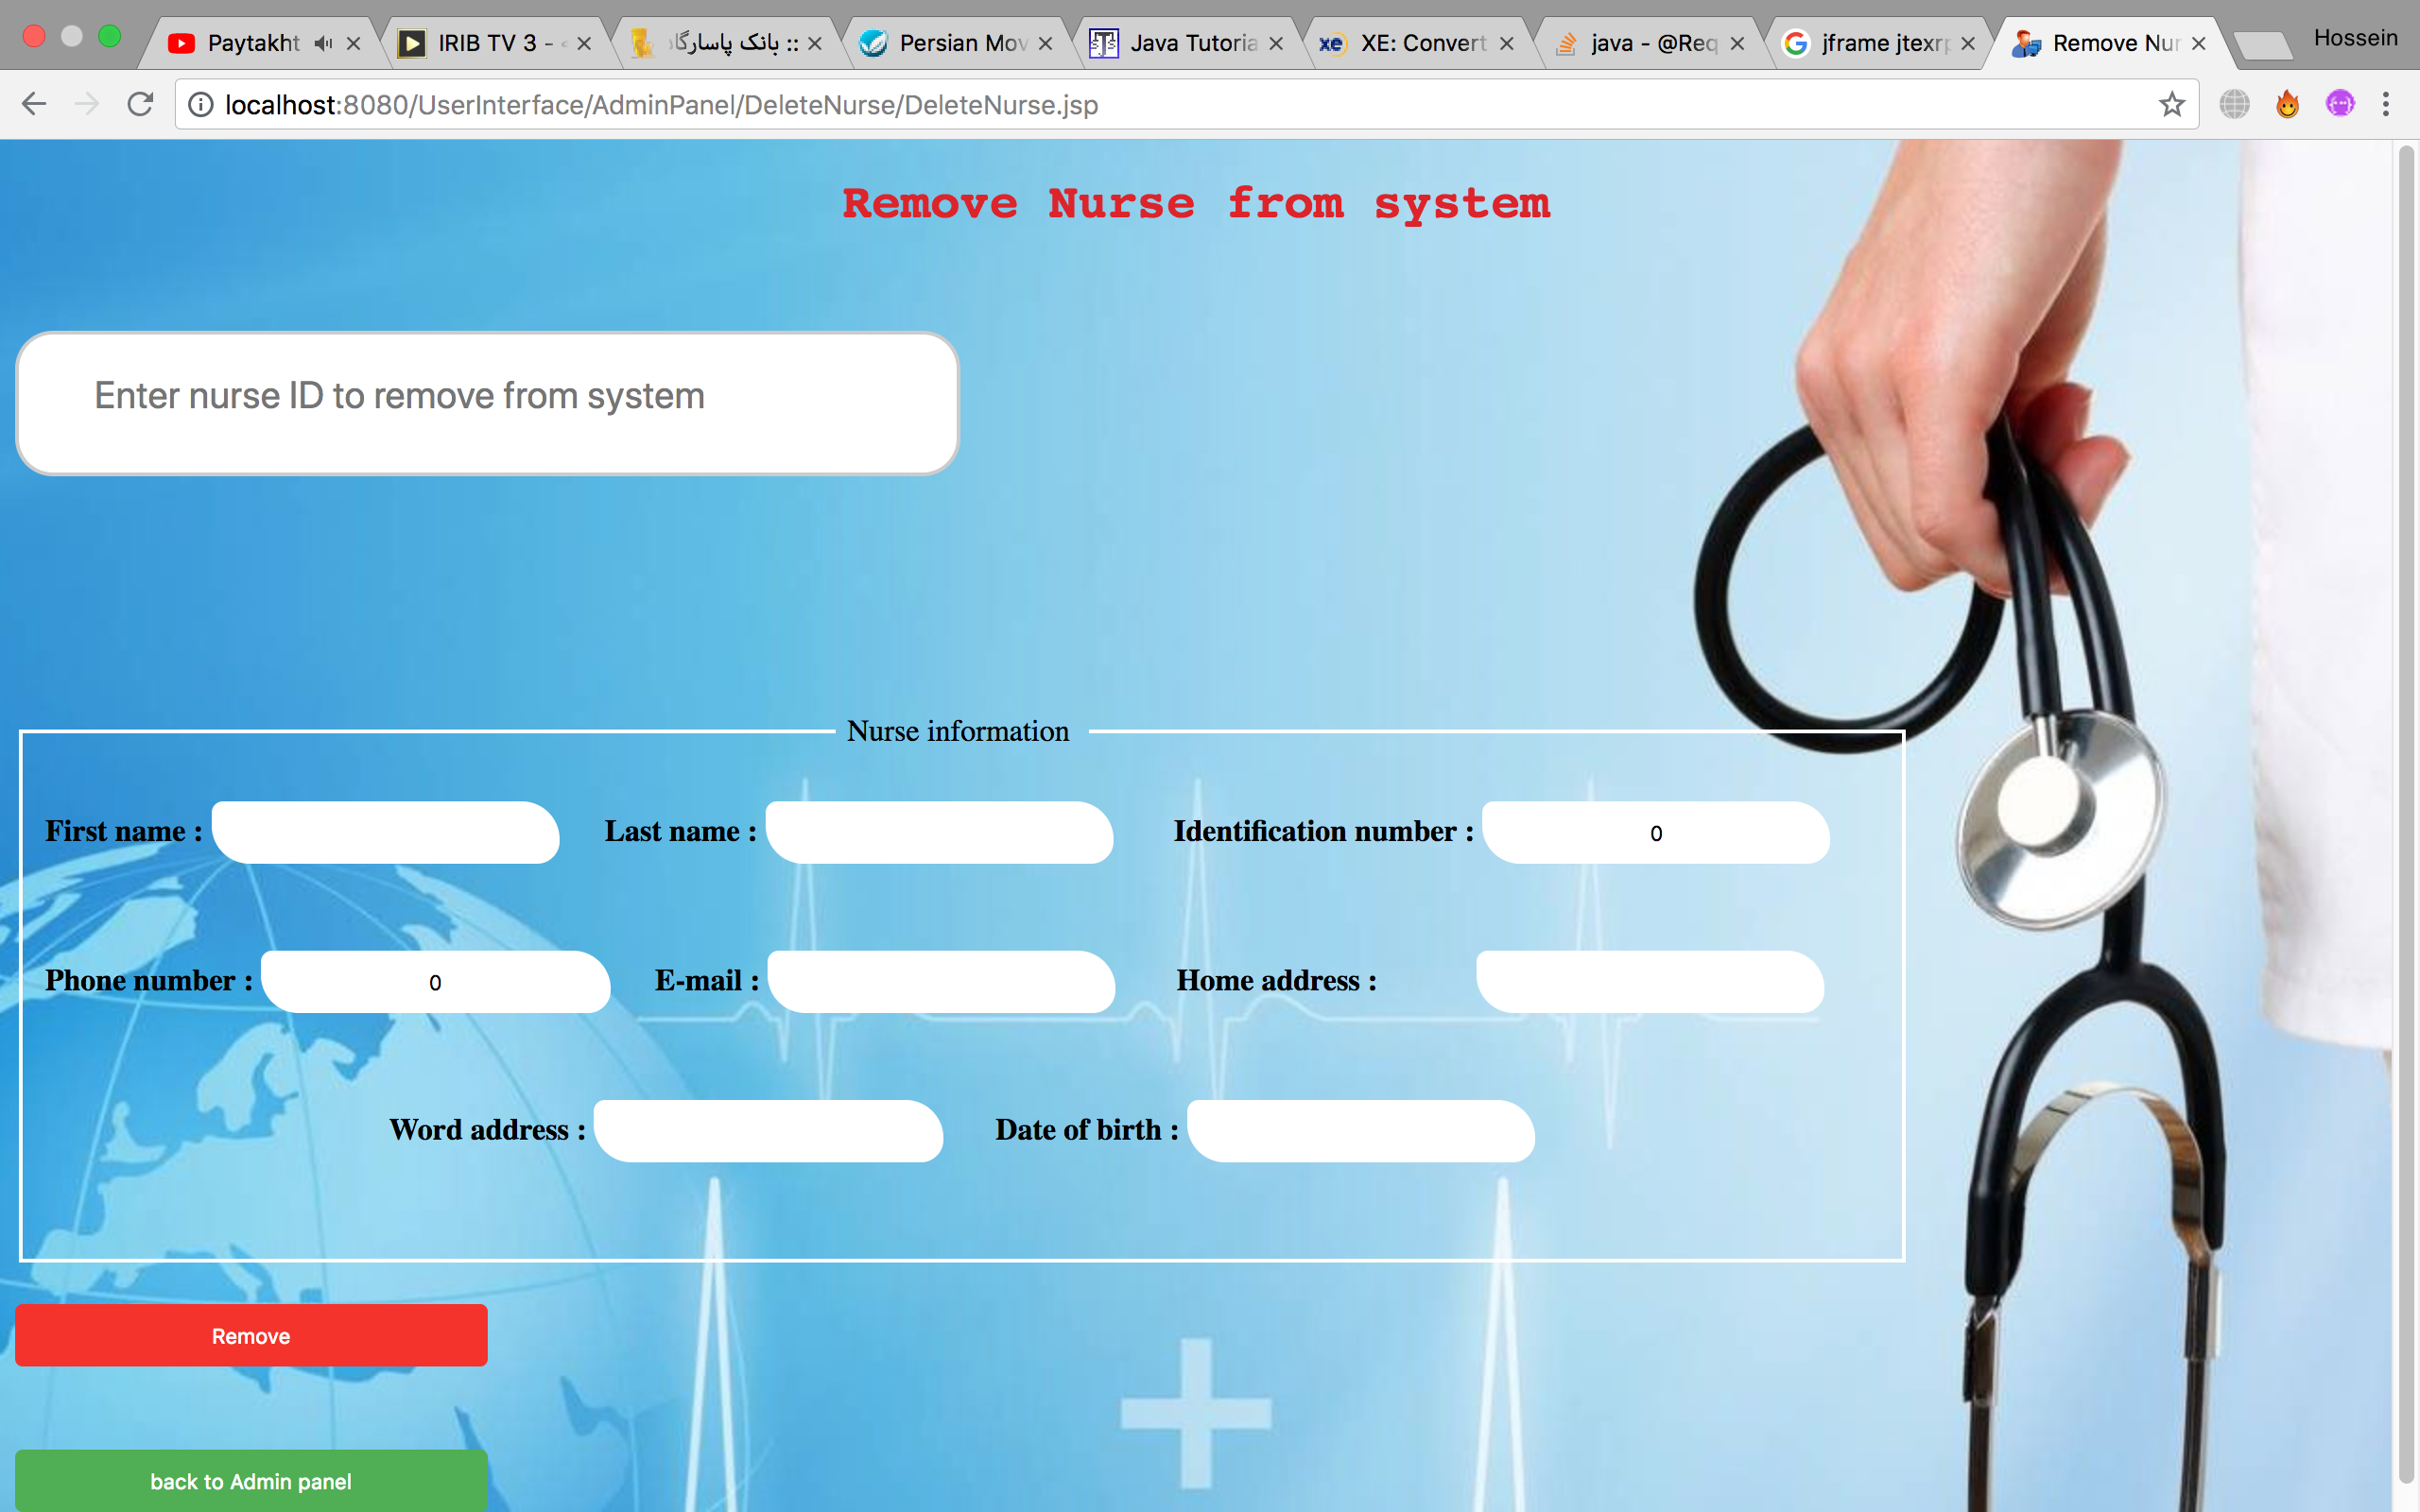 Paytakht
IRIB TV 3 -
بانک پاسارگاد ::
Persian Mov
Java Tutoria
XE: Convert
java - @Req
jframe jtexrp
Remove Nur
Hossein
localhost:8080/UserInterface/AdminPanel/DeleteNurse/DeleteNurse.jsp
Remove Nurse from system
Enter nurse ID to remove from system
Nurse information
First name :
Last name :
Identification number : 0
Phone number : 0
E-mail :
Home address :
Word address :
Date of birth :
Remove
back to Admin panel